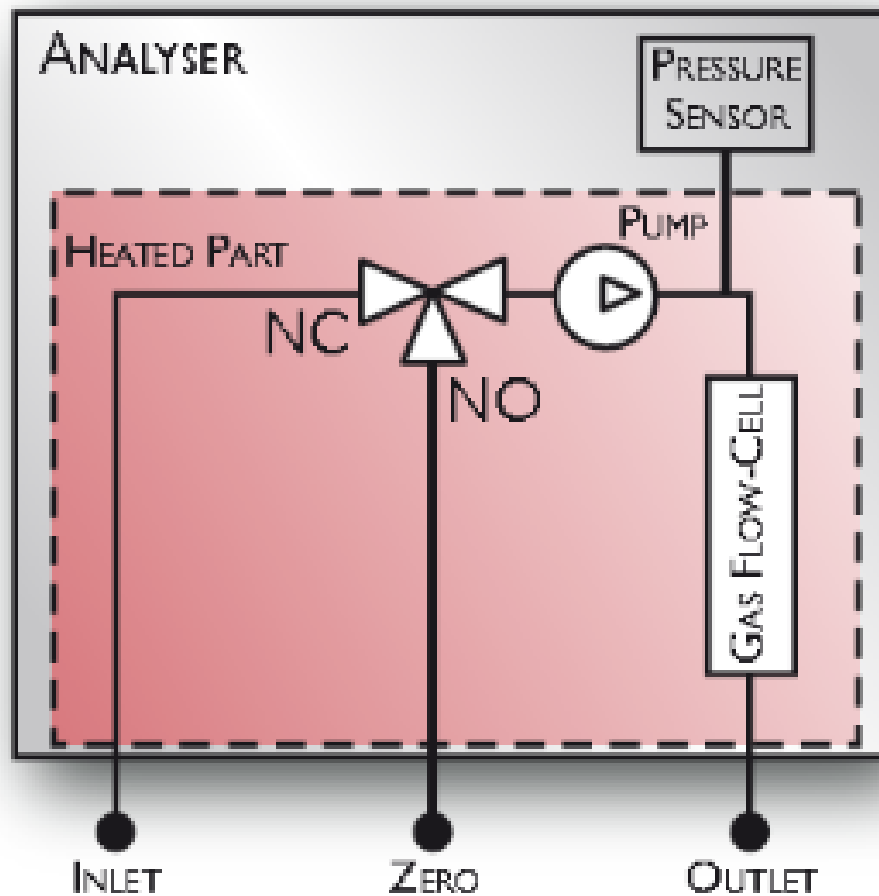 ANALYSER
PRESSURE
SENSOR
PUMP
HEATED PART
NC
NO
GAS FLOW-CELL
INLET
ZERO
OUTLET